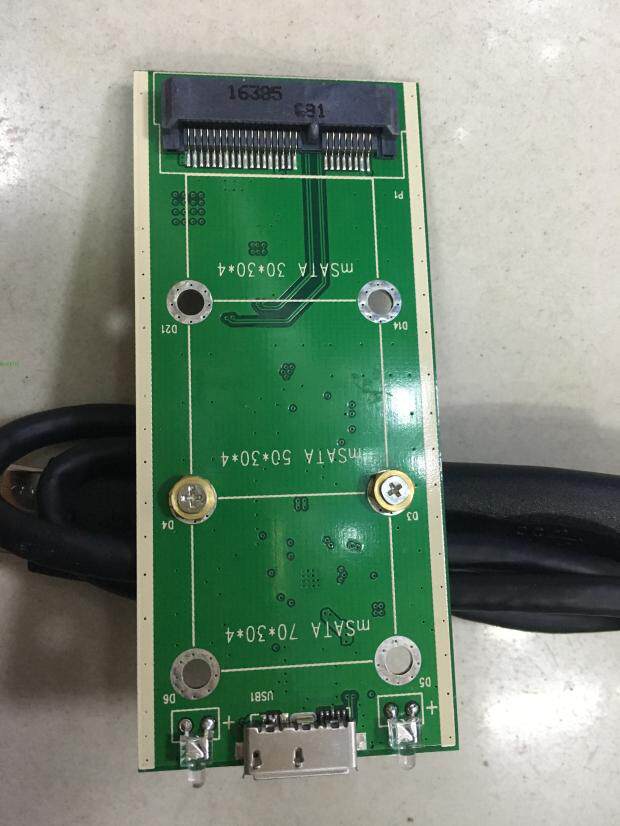 16385
P1
mSATA 30*30*4
D21
D14
mSATA 50*30*4
D4
D3
mSATA 70*30*4
D6
USB1
D5
+
+